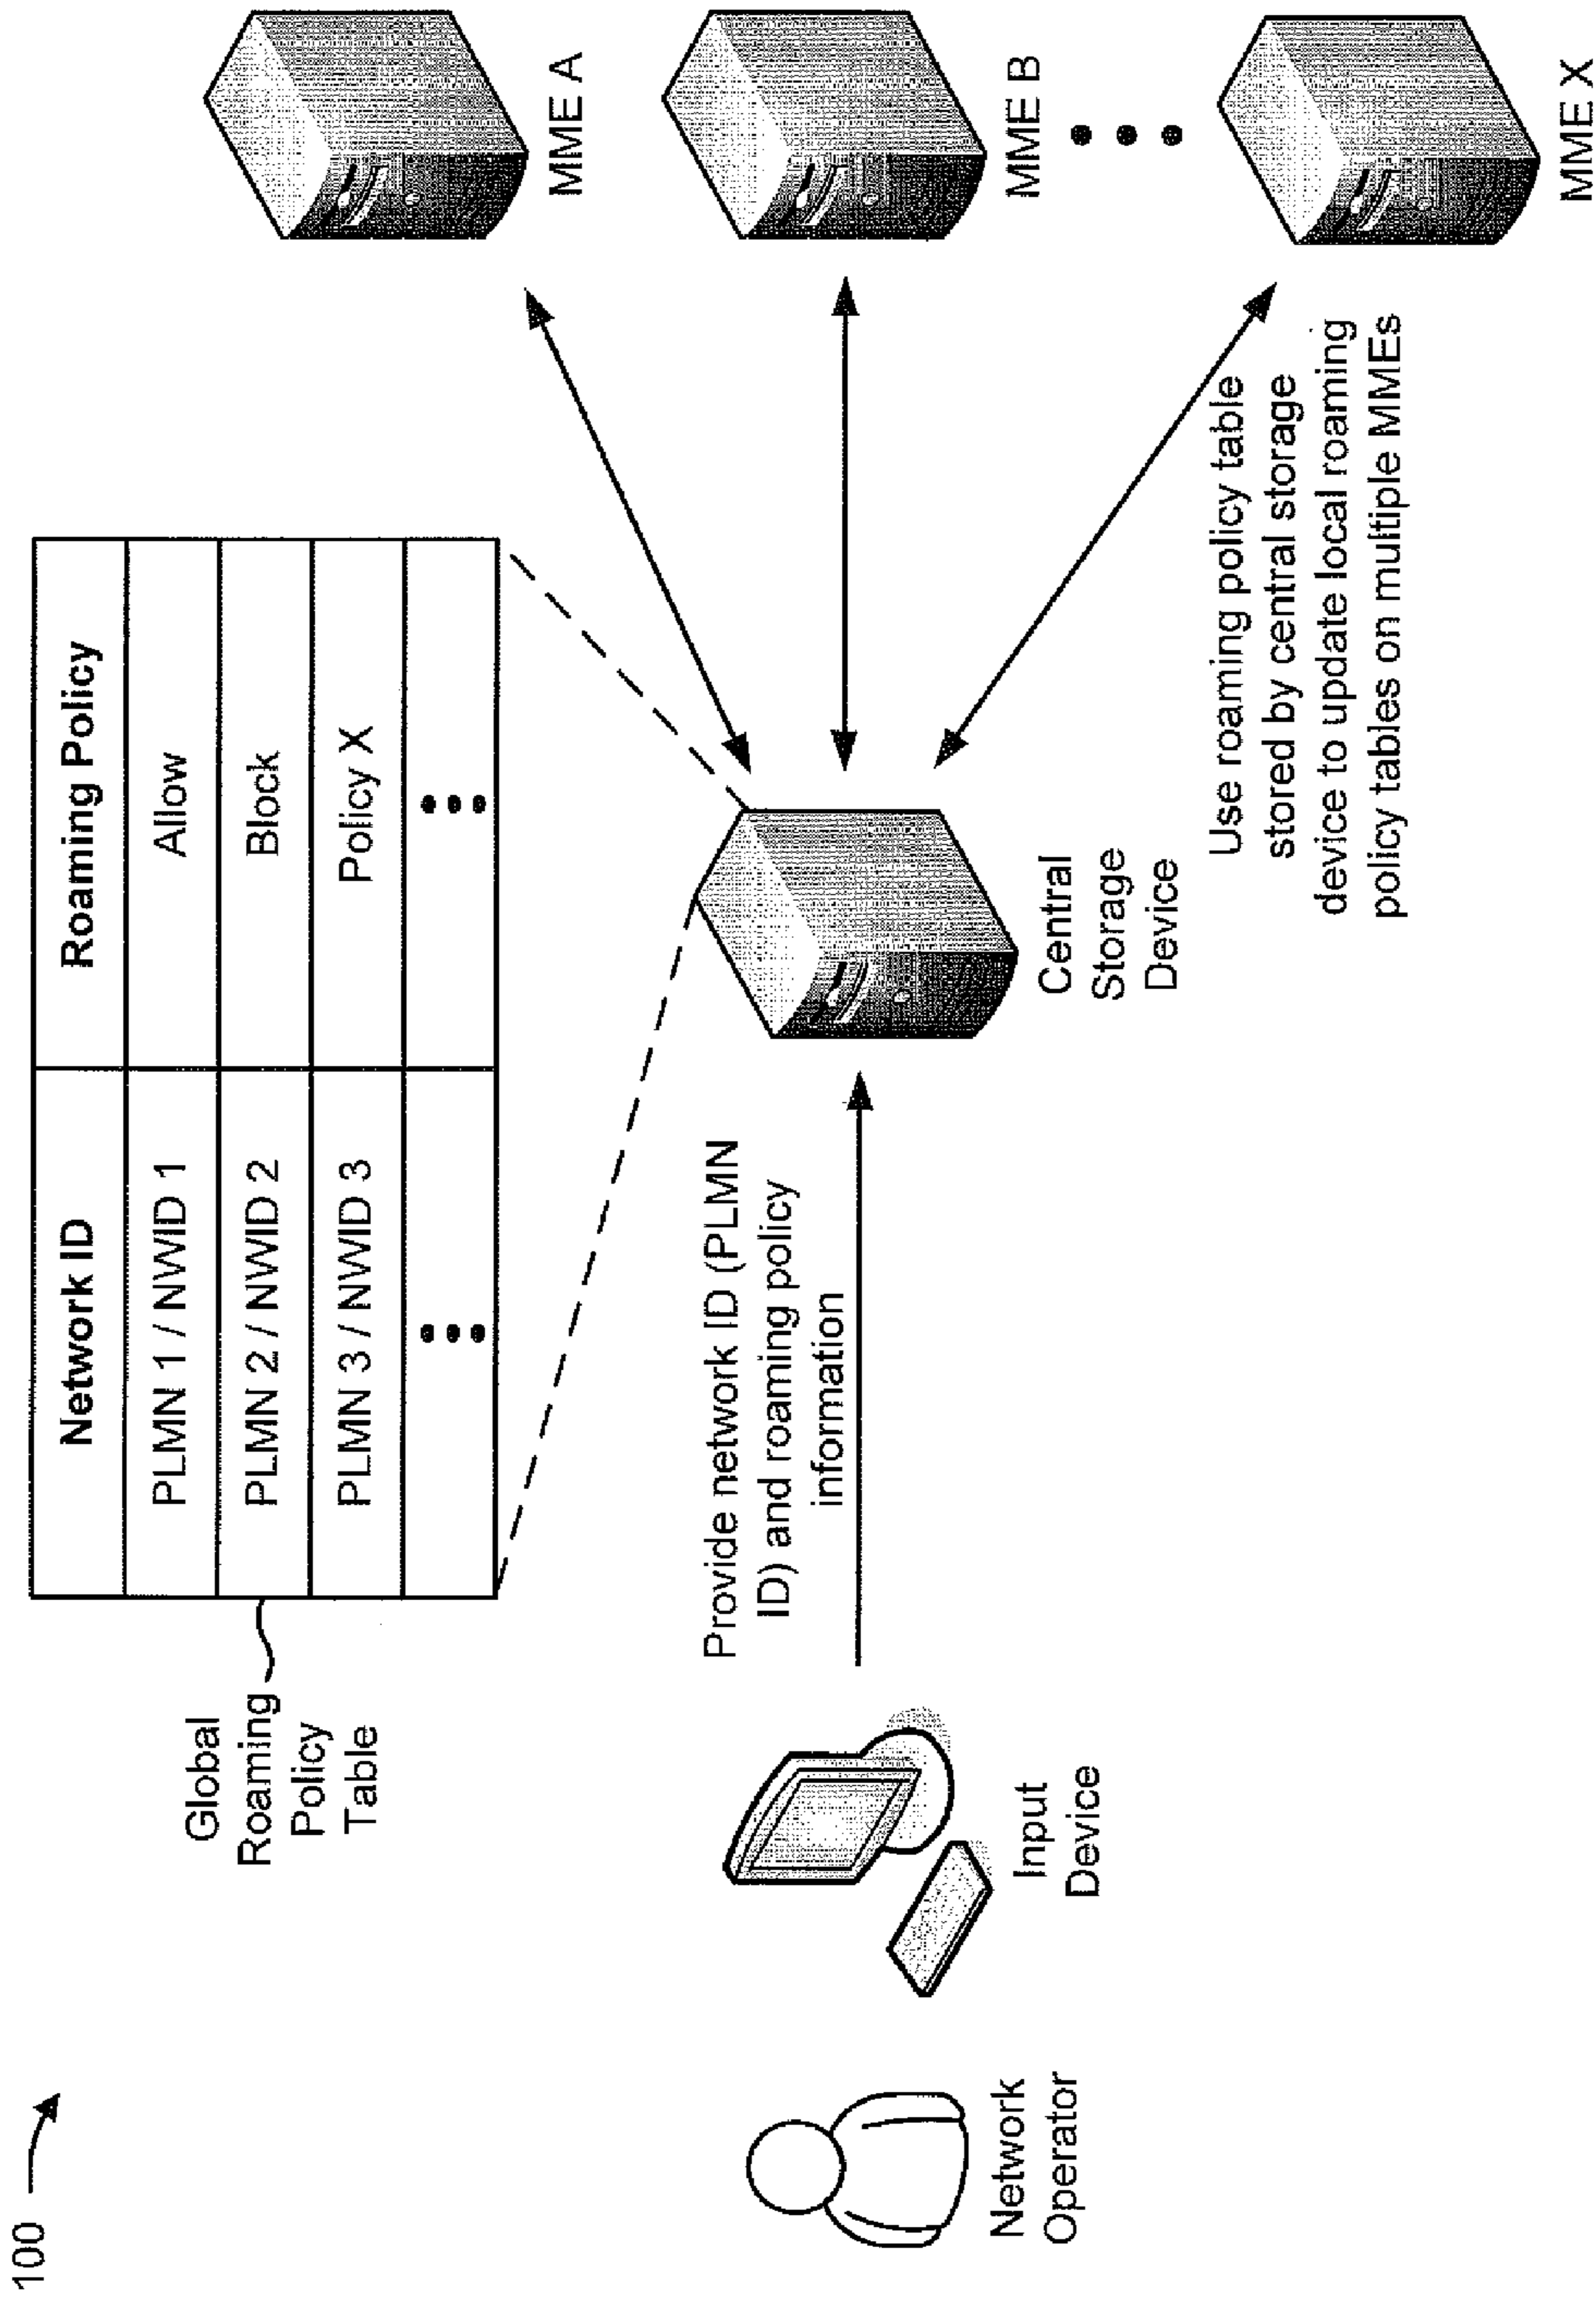 100
Global
Roaming
Policy
Table
Network ID
Roaming Policy
PLMN 1 / NWID 1
Allow
PLMN 2 / NWID 2
Block
PLMN 3 / NWID 3
Policy X
Network
Operator
Input
Device
Provide network ID (PLMN
ID) and roaming policy
information
Central
Storage
Device
Use roaming policy table
stored by central storage
device to update local roaming
policy tables on multiple MMEs
MME A
MME B
MME X